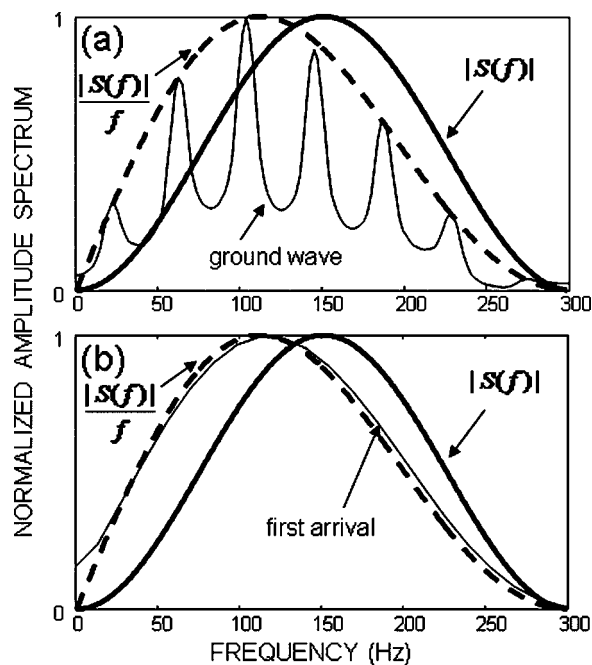 NORMALIZED AMPLITUDE SPECTRUM
1
(a)
|S(f)|
f
|S(f)|
ground wave
0
0 50 100 150 200 250 300
1
(b)
|S(f)|
f
|S(f)|
first arrival
0
0 50 100 150 200 250 300
FREQUENCY (Hz)